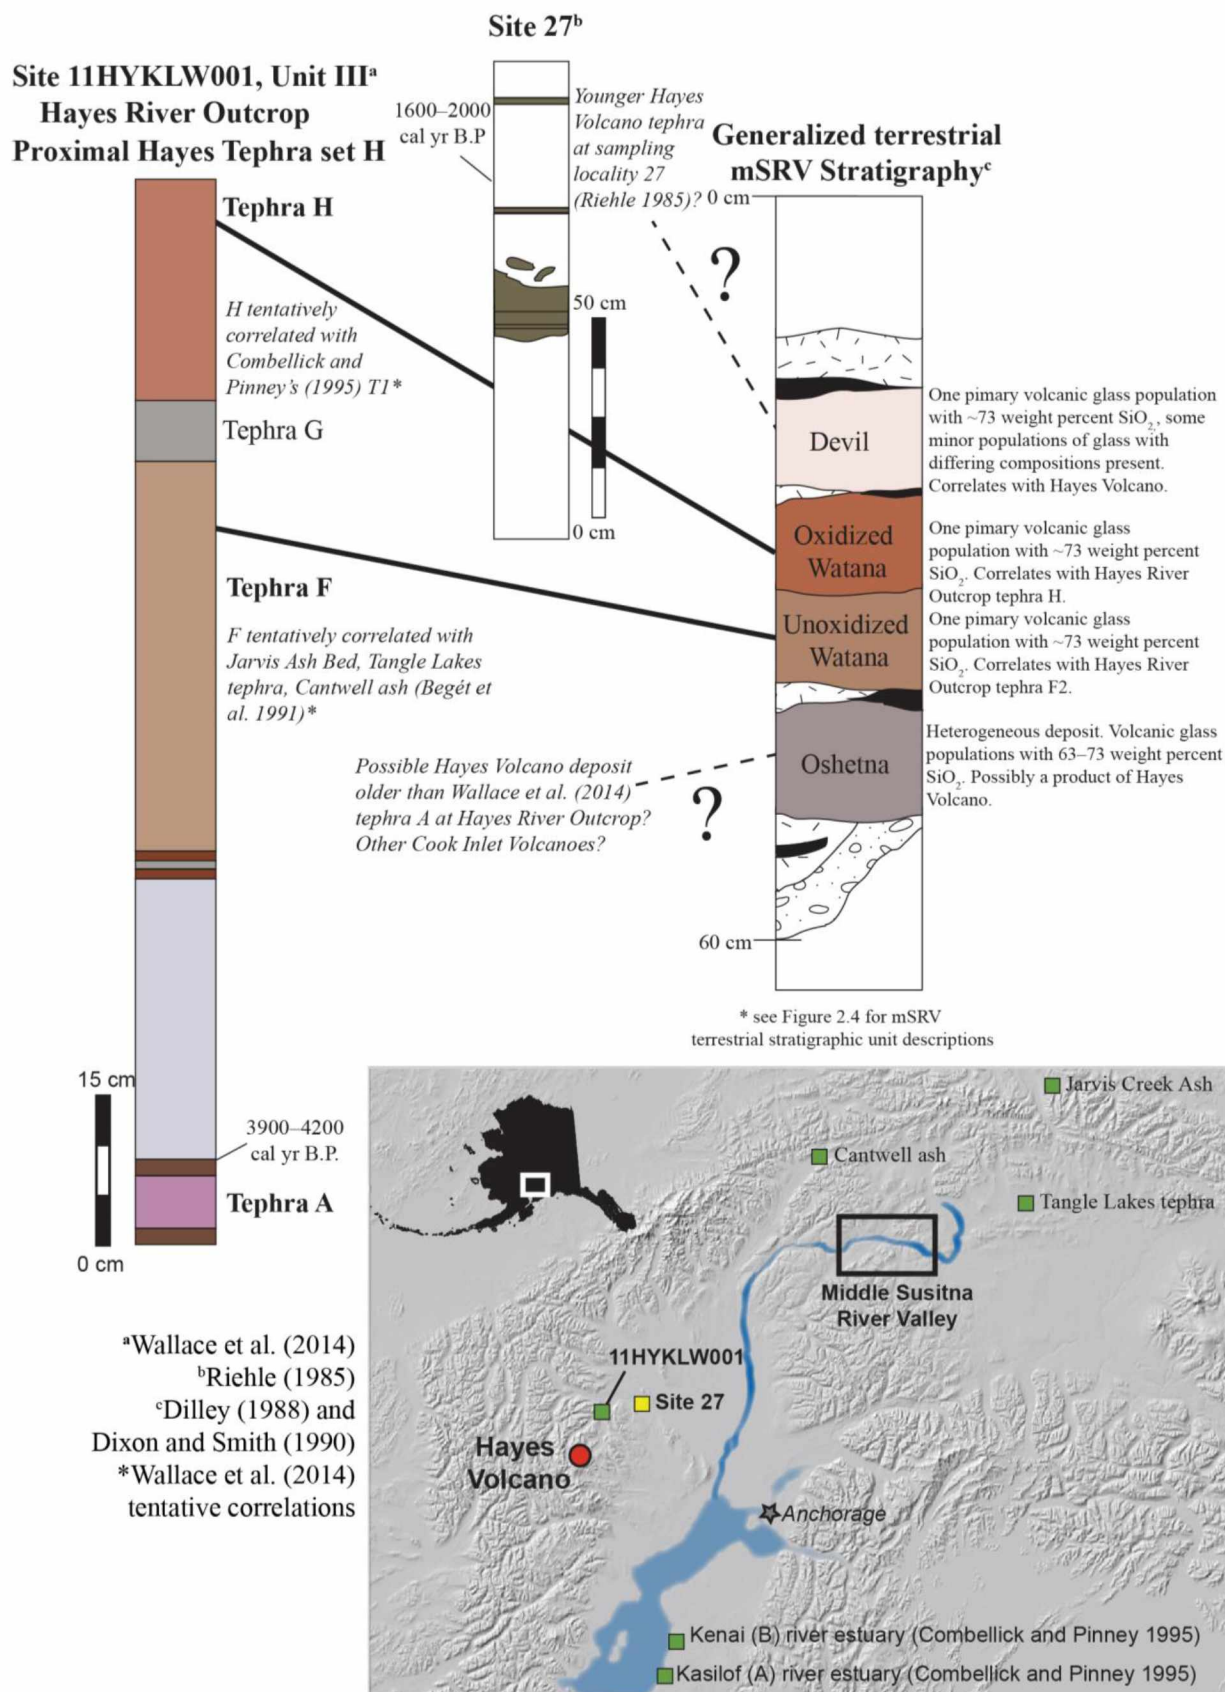 Site 27ᵇ
Site 11HYKLW001, Unit IIIᵃ
Hayes River Outcrop
Proximal Hayes Tephra set H
1600–2000
cal yr B.P
Younger Hayes
Volcano tephra
at sampling
locality 27
(Riehle 1985)?
Generalized terrestrial
mSRV Stratigraphyᶜ
0 cm
Tephra H
H tentatively
correlated with
Combellick and
Pinney's (1995) T1*
Tephra G
?
50 cm
0 cm
Devil
One pimary volcanic glass population
with ~73 weight percent SiO₂, some
minor populations of glass with
differing compositions present.
Correlates with Hayes Volcano.
Oxidized
Watana
One pimary volcanic glass
population with ~73 weight percent
SiO₂. Correlates with Hayes River
Outcrop tephra H.
Unoxidized
Watana
One pimary volcanic glass
population with ~73 weight percent
SiO₂. Correlates with Hayes River
Outcrop tephra F2.
Tephra F
F tentatively correlated with
Jarvis Ash Bed, Tangle Lakes
tephra, Cantwell ash (Begét et
al. 1991)*
Oshetna
Heterogeneous deposit. Volcanic glass
populations with 63–73 weight percent
SiO₂. Possibly a product of Hayes
Volcano.
Possible Hayes Volcano deposit
older than Wallace et al. (2014)
tephra A at Hayes River Outcrop?
Other Cook Inlet Volcanoes?
?
60 cm
* see Figure 2.4 for mSRV
terrestrial stratigraphic unit descriptions
15 cm
0 cm
3900–4200
cal yr B.P.
Tephra A
Jarvis Creek Ash
Cantwell ash
Tangle Lakes tephra
Middle Susitna
River Valley
11HYKLW001
Site 27
Hayes
Volcano
Anchorage
Kenai (B) river estuary (Combellick and Pinney 1995)
Kasilof (A) river estuary (Combellick and Pinney 1995)
ᵃWallace et al. (2014)
ᵇRiehle (1985)
ᶜDilley (1988) and
Dixon and Smith (1990)
*Wallace et al. (2014)
tentative correlations